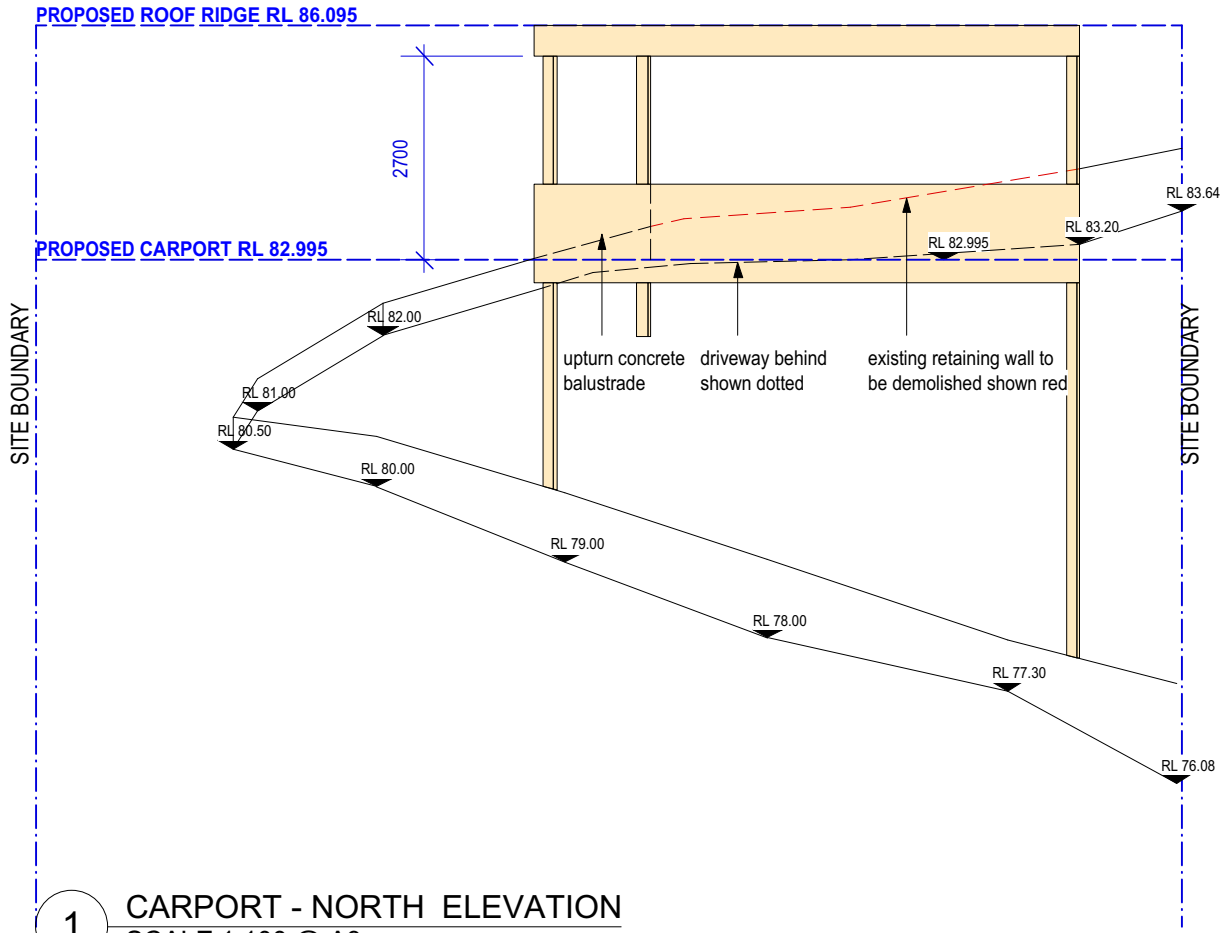 PROPOSED ROOF RIDGE RL 86.095
2700
RL 83.64
RL 83.20
RL 82.995
PROPOSED CARPORT RL 82.995
SITE BOUNDARY
SITE BOUNDARY
RL 82.00
upturn concrete
balustrade
driveway behind
shown dotted
existing retaining wall to
be demolished shown red
RL 81.00
RL 80.50
RL 80.00
RL 79.00
RL 78.00
RL 77.30
RL 76.08
1
CARPORT - NORTH ELEVATION